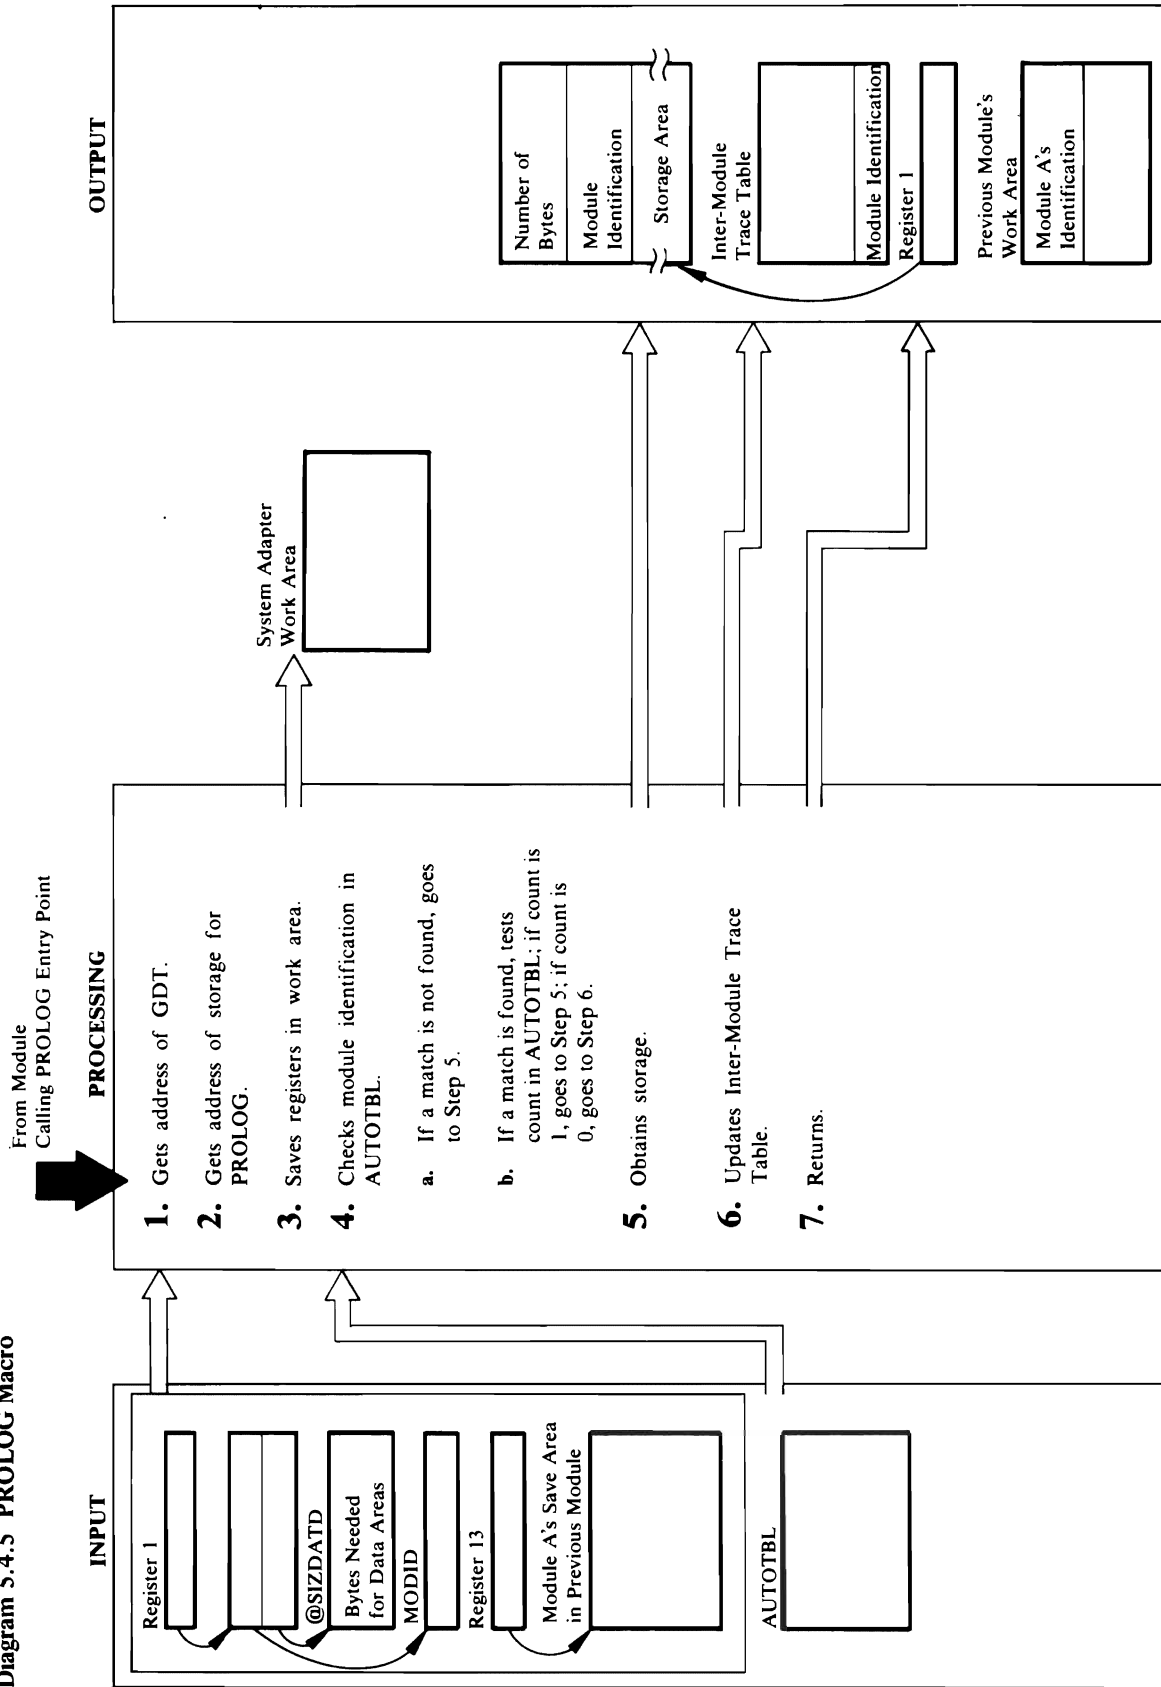 Diagram 5.4.5 PROLOG Macro
From Module
Calling PROLOG Entry Point
INPUT
PROCESSING
OUTPUT
Register 1
@SIZDATD
Bytes Needed
for Data Areas
MODID
Register 13
Module A's Save Area
in Previous Module
AUTOTBL
1. Gets address of GDT.
2. Gets address of storage for
PROLOG.
3. Saves registers in work area.
4. Checks module identification in
AUTOTBL.
a. If a match is not found, goes
to Step 5.
b. If a match is found, tests
count in AUTOTBL; if count is
1, goes to Step 5; if count is
0, goes to Step 6.
5. Obtains storage.
6. Updates Inter-Module Trace
Table.
7. Returns.
System Adapter
Work Area
Number of
Bytes
Module
Identification
Storage Area
Inter-Module
Trace Table
Module Identification
Register 1
Previous Module's
Work Area
Module A's
Identification